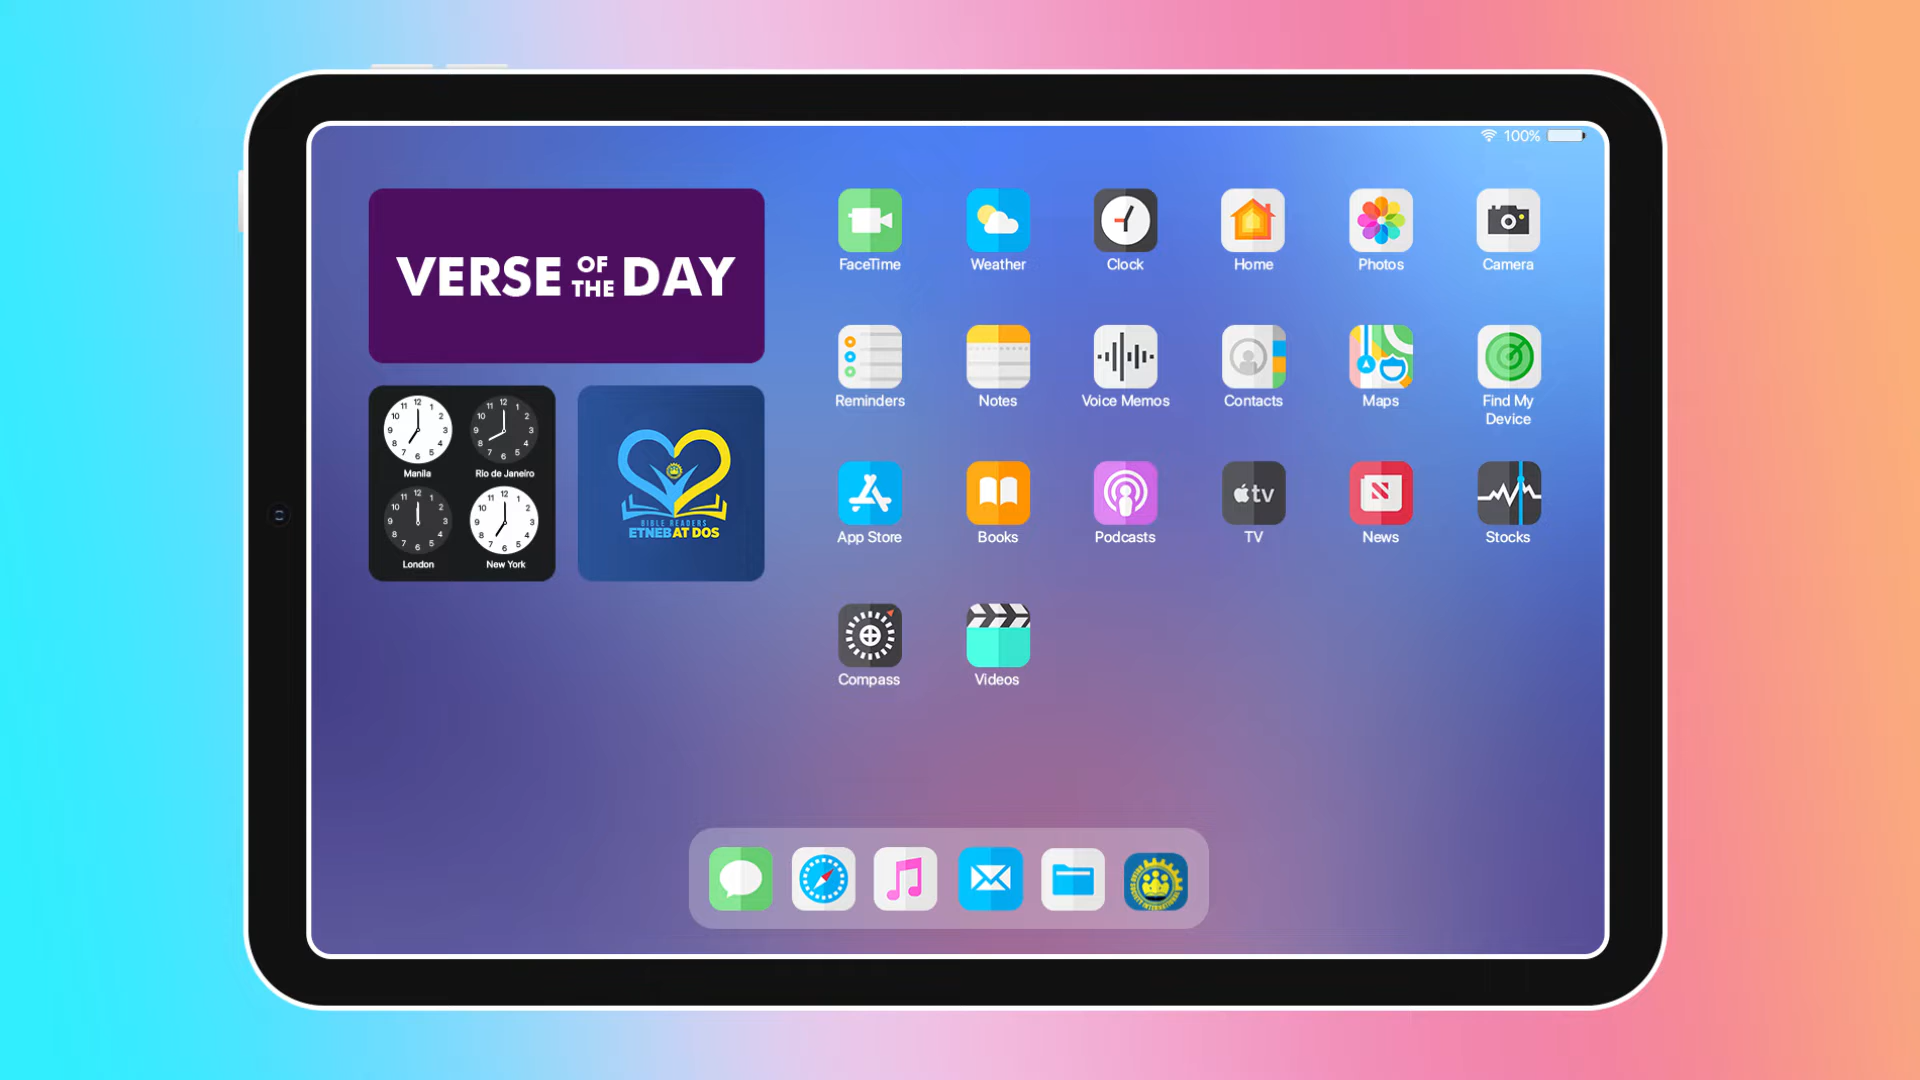 100%
VERSE OF THE DAY
Manila
Rio de Janeiro
London
New York
BIBLE READERS
ETNEB AT DOS
FaceTime
Weather
Clock
Home
Photos
Camera
Reminders
Notes
Voice Memos
Contacts
Maps
Find My
Device
App Store
Books
Podcasts
tv
TV
N
News
Stocks
Compass
Videos